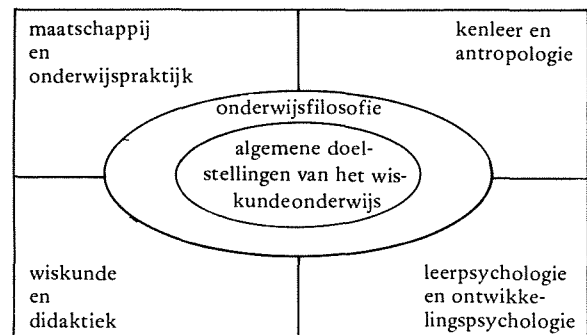 maatschappij
en
onderwijspraktijk
kenleer en
antropologie
onderwijsfilosofie
algemene doel-
stellingen van het wis-
kundeonderwijs
wiskunde
en
didaktiek
leerpsychologie
en ontwikke-
lingspsychologie